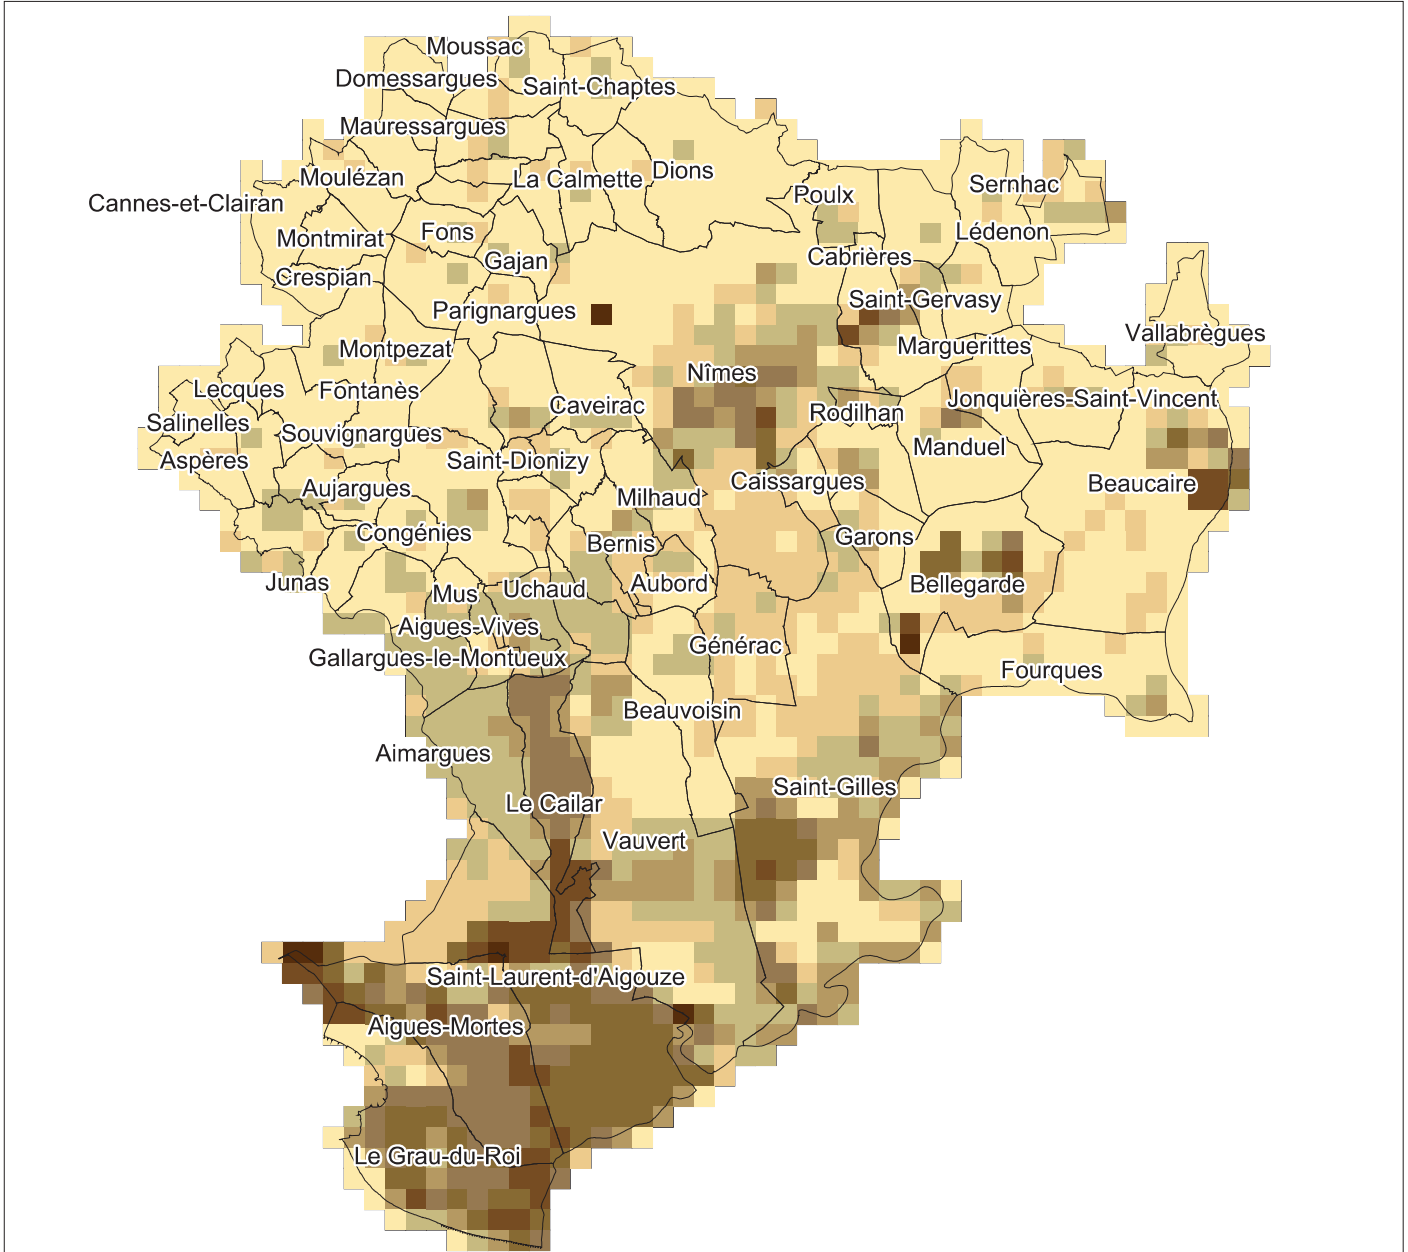 Moussac
Domessargues
Saint-Chaptes
Mauressargues
Moulézan
La Calmette
Dions
Sernhac
Poulx
Cannes-et-Clairan
Fons
Lédenon
Montmirat
Gajan
Cabrières
Crespian
Saint-Gervasy
Parignargues
Vallabrègues
Montpezat
Marguerittes
Nîmes
Lecques
Fontanès
Jonquières-Saint-Vincent
Caveirac
Rodilhan
Salinelles
Souvignargues
Manduel
Aspères
Saint-Dionizy
Caissargues
Beaucaire
Aujargues
Milhaud
Congénies
Garons
Bernis
Junas
Mus
Uchaud
Aubord
Bellegarde
Aigues-Vives
Générac
Gallargues-le-Montueux
Fourques
Beauvoisin
Aimargues
Saint-Gilles
Le Cailar
Vauvert
Saint-Laurent-d'Aigouze
Aigues-Mortes
Le Grau-du-Roi